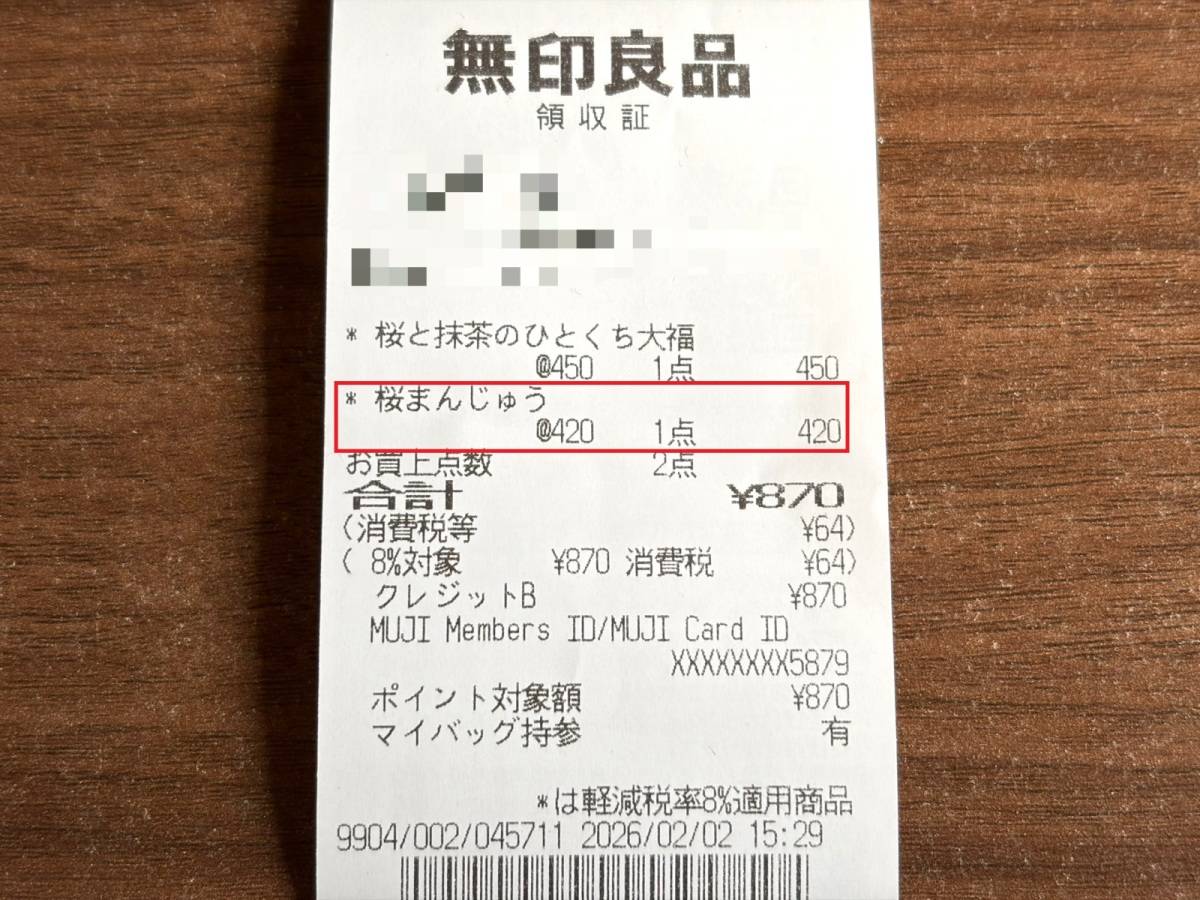 無印良品
領収証
* 桜と抹茶のひとくち大福
@450 1点 450
* 桜まんじゅう
@420 1点 420
お買上点数 2点
合計 ¥870
(消費税等 ¥64)
( 8%対象 ¥870 消費税 ¥64)
クレジットB ¥870
MUJI Members ID/MUJI Card ID
XXXXXXXX5879
ポイント対象額 ¥870
マイバッグ持参 有
*は軽減税率8%適用商品
9904/002/045711 2026/02/02 15:29